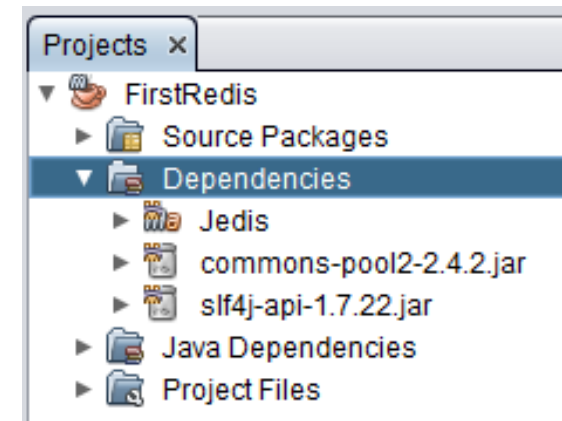 Projects ×
FirstRedis
Source Packages
Dependencies
Jedis
commons-pool2-2.4.2.jar
slf4j-api-1.7.22.jar
Java Dependencies
Project Files